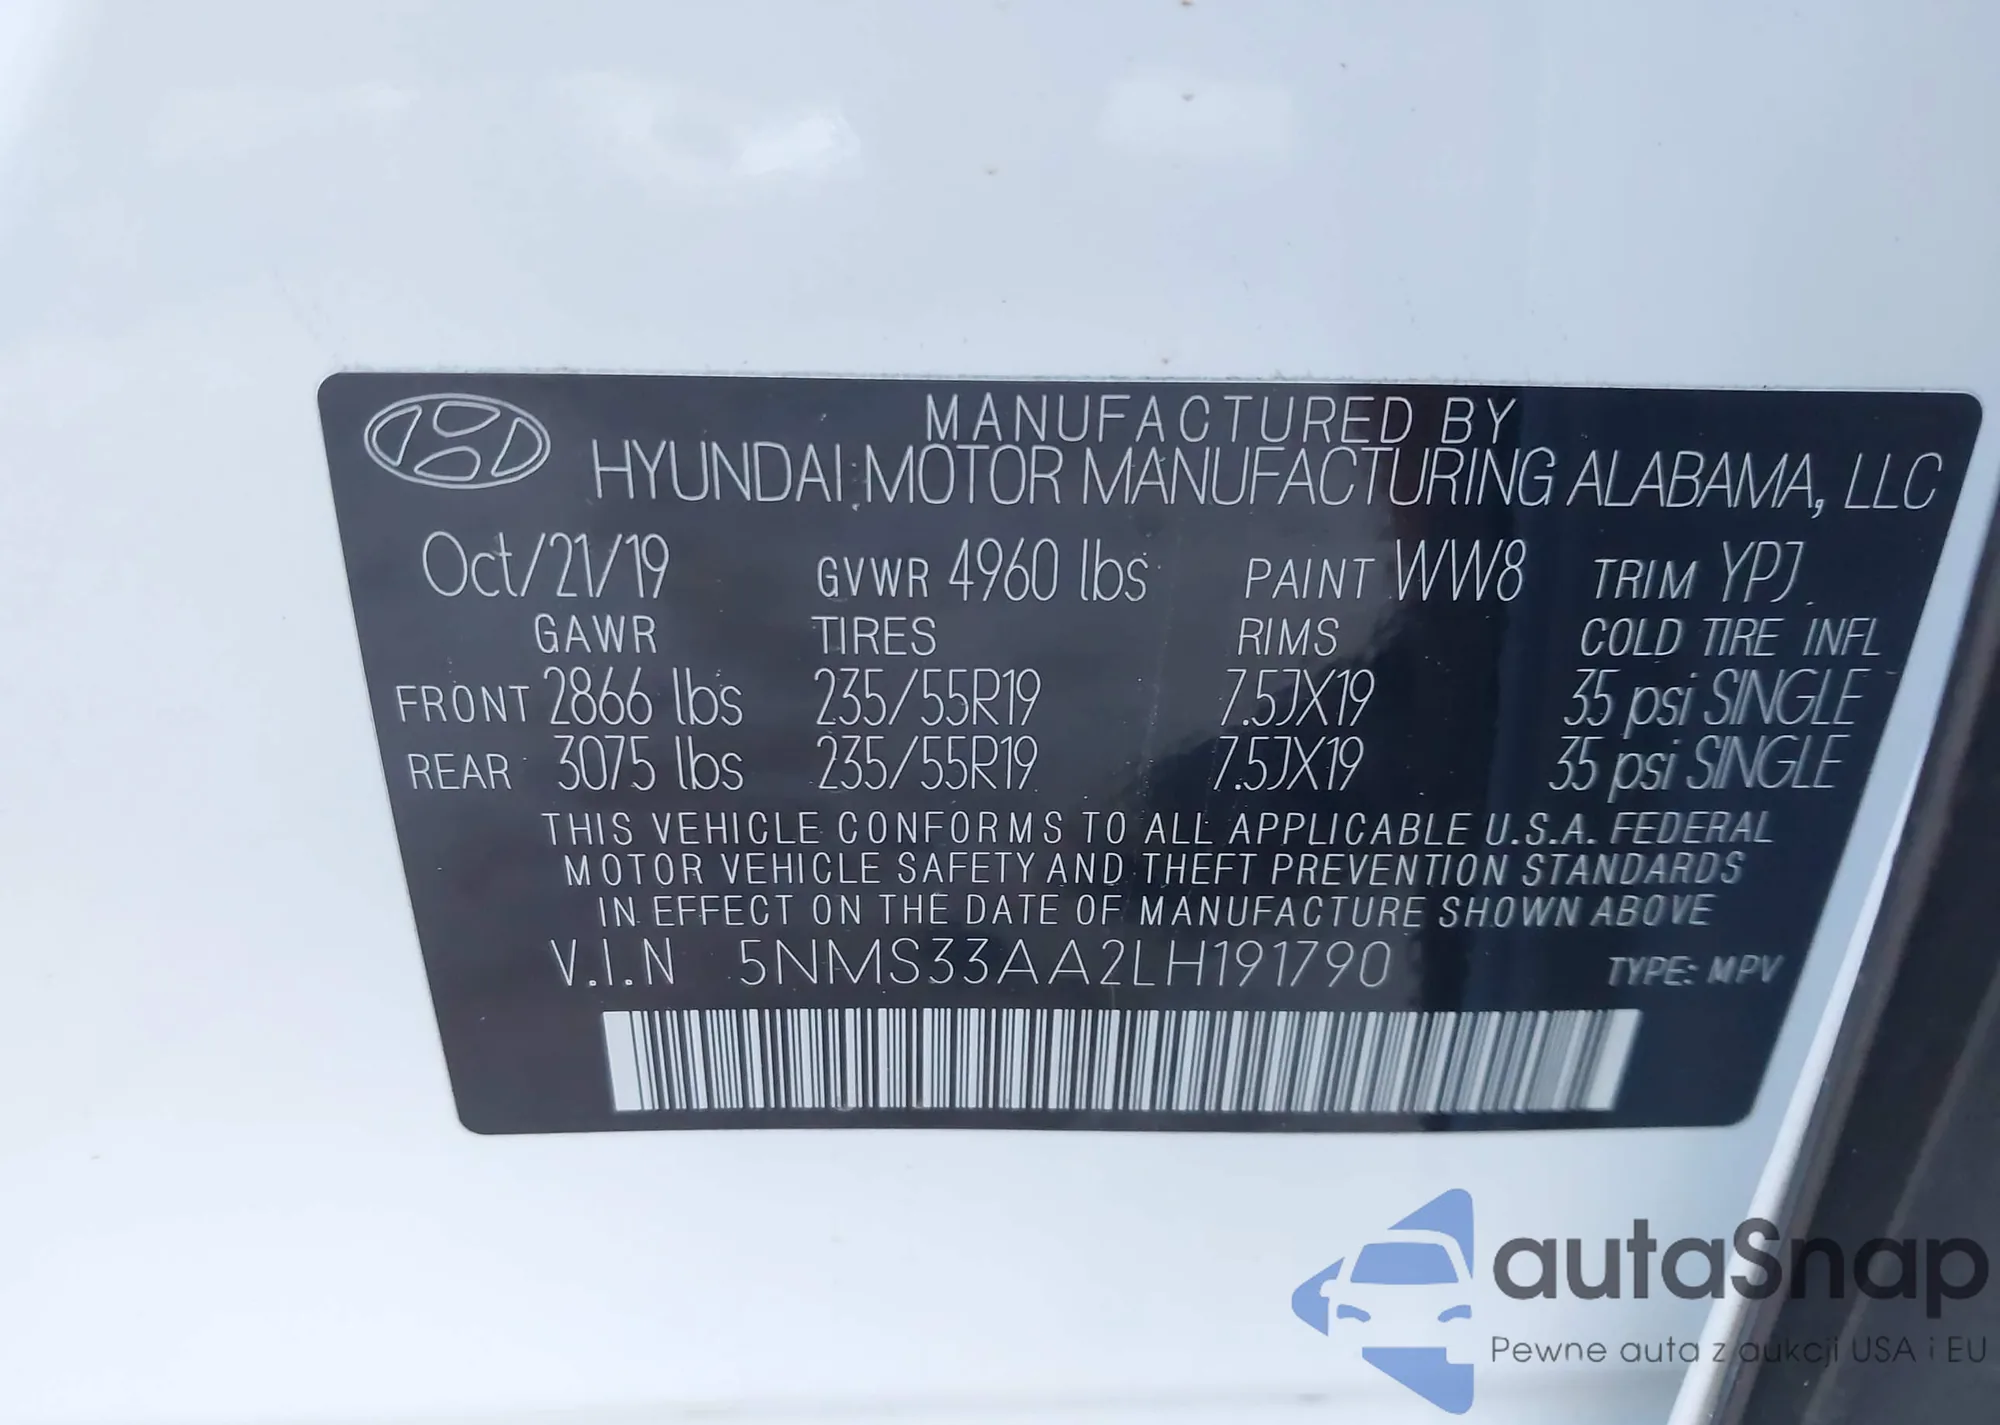 MANUFACTURED BY
HYUNDAI MOTOR MANUFACTURING ALABAMA, LLC
Oct/21/19 GVWR 4960 lbs PAINT WW8 TRIM YPJ
GAWR TIRES RIMS COLD TIRE INFL
FRONT 2866 lbs 235/55R19 7.5JX19 35 psi SINGLE
REAR 3075 lbs 235/55R19 7.5JX19 35 psi SINGLE
THIS VEHICLE CONFORMS TO ALL APPLICABLE U.S.A. FEDERAL
MOTOR VEHICLE SAFETY AND THEFT PREVENTION STANDARDS
IN EFFECT ON THE DATE OF MANUFACTURE SHOWN ABOVE
V.I.N 5NMS33AA2LH191790 TYPE: MPV
autaSnap
Pewne auta z aukcji USA i EU